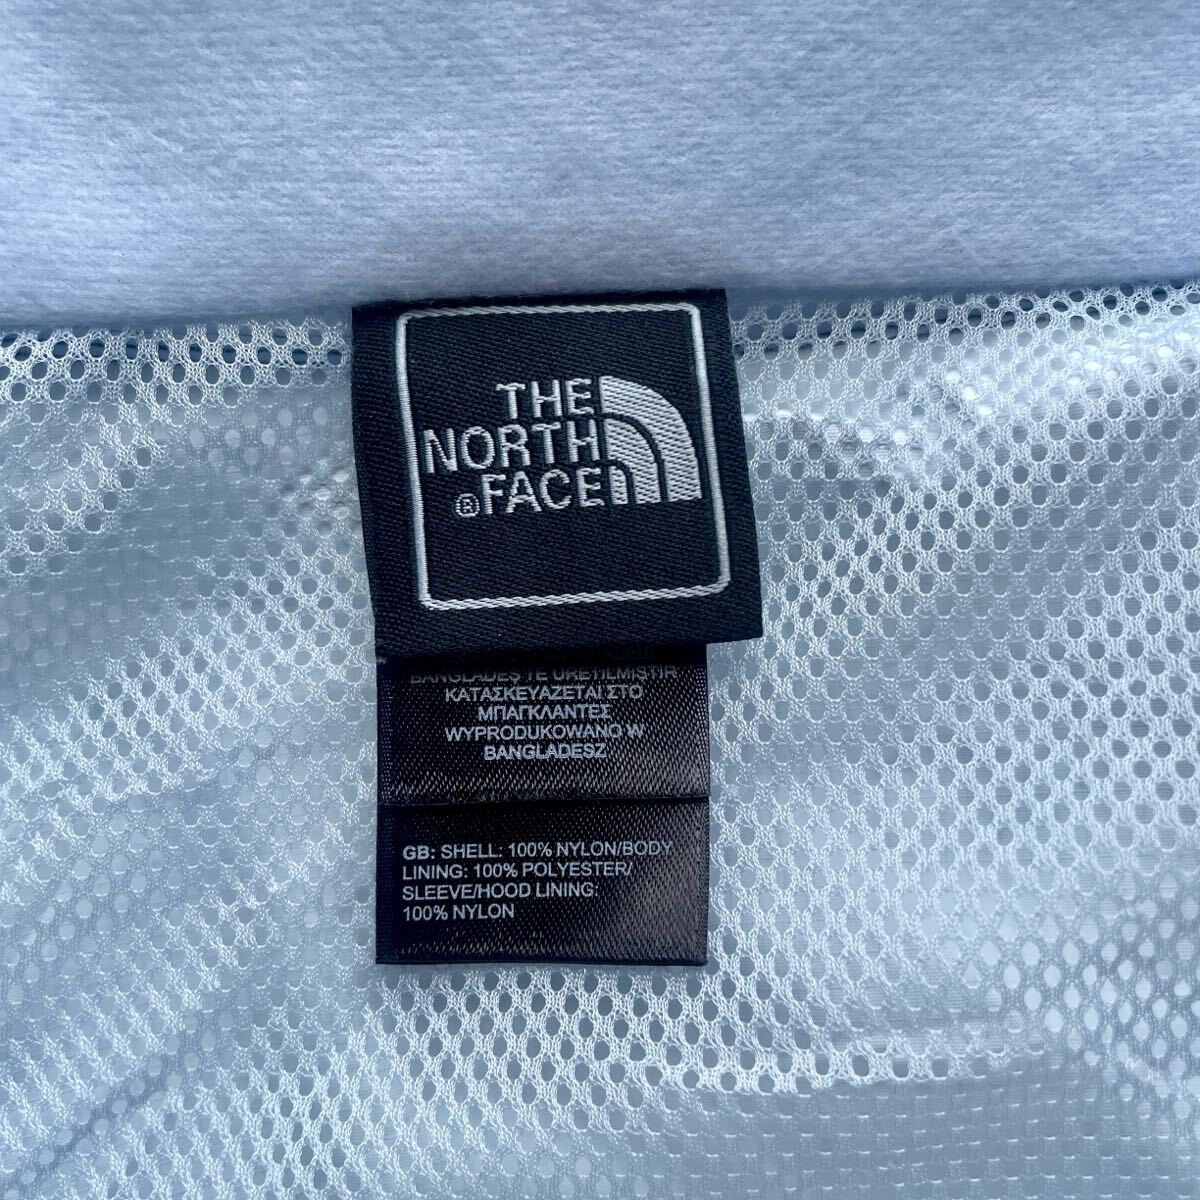 THE
NORTH
®FACE
BANGLADEŞ'TE ÜRETİLMİŞTİR
ΚΑΤΑΣΚΕΥΑΖΕΤΑΙ ΣΤΟ
ΜΠΑΓΚΛΑΝΤΕΣ
WYPRODUKOWANO W
BANGLADESZ
GB: SHELL: 100% NYLON/BODY
LINING: 100% POLYESTER/
SLEEVE/HOOD LINING:
100% NYLON